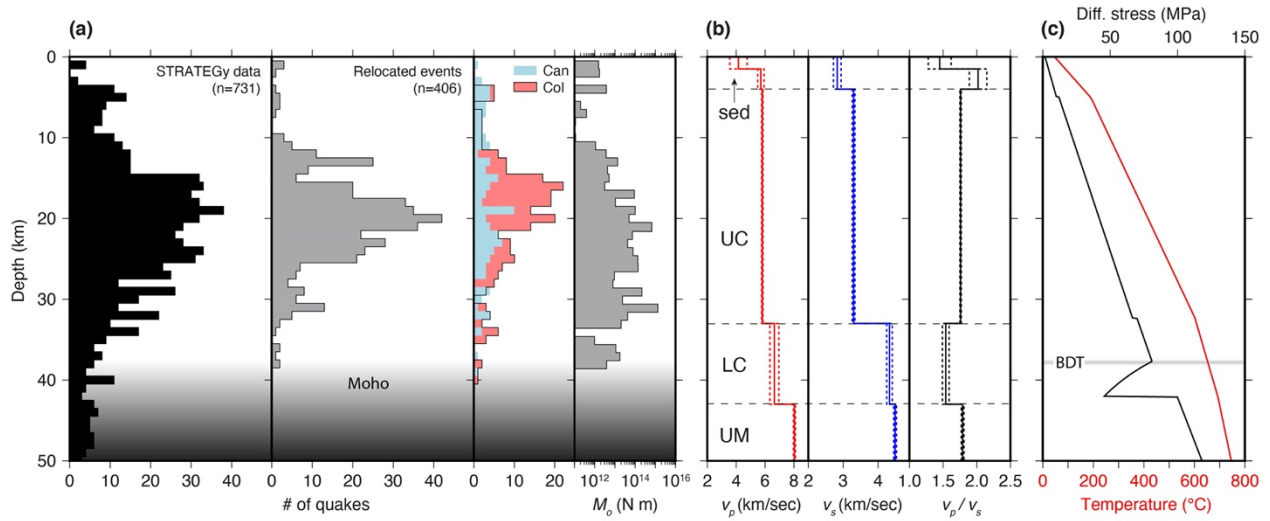 (a)
(b)
(c)
Diff. stress (MPa)
50 100 150
0
10
20
30
40
50
Depth (km)
STRATEGy data
(n=731)
Relocated events
(n=406)
Can
Col
Moho
sed
UC
LC
UM
BDT
0 10 20 30 40
0 10 20 30 40
0 10 20
10¹² 10¹⁴ 10¹⁶
# of quakes
Mₒ (N m)
2 4 6 8
vₚ (km/sec)
2 3 4
vₛ (km/sec)
1.0 1.5 2.0 2.5
vₚ / vₛ
0 200 400 600 800
Temperature (°C)